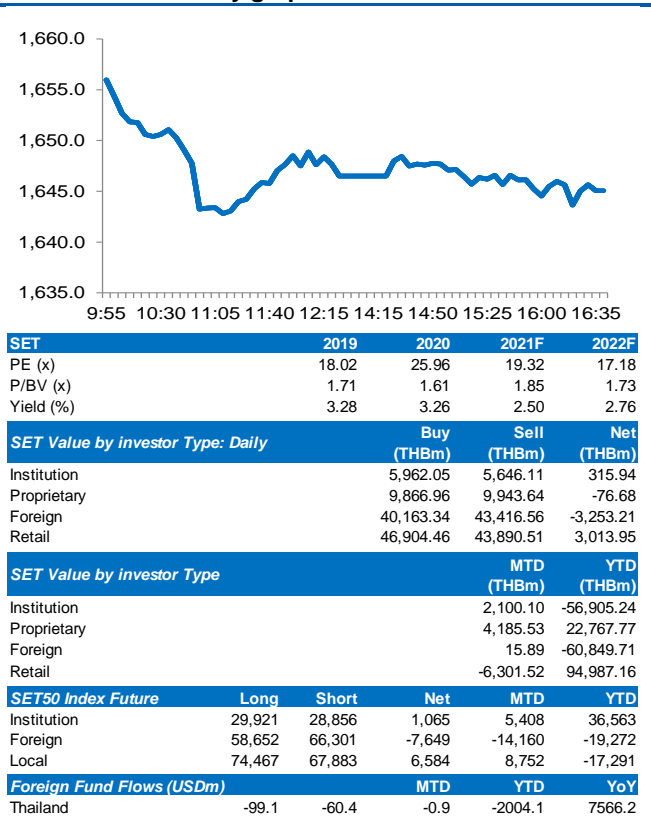 1,660.0
1,655.0
1,650.0
1,645.0
1,640.0
1,635.0
9:55 10:30 11:05 11:40 12:15 14:15 14:50 15:25 16:00 16:35
SET 2019 2020 2021F 2022F
PE (x) 18.02 25.96 19.32 17.18
P/BV (x) 1.71 1.61 1.85 1.73
Yield (%) 3.28 3.26 2.50 2.76
SET Value by investor Type: Daily Buy (THBm) Sell (THBm) Net (THBm)
Institution 5,962.05 5,646.11 315.94
Proprietary 9,866.96 9,943.64 -76.68
Foreign 40,163.34 43,416.56 -3,253.21
Retail 46,904.46 43,890.51 3,013.95
SET Value by investor Type MTD (THBm) YTD (THBm)
Institution 2,100.10 -56,905.24
Proprietary 4,185.53 22,767.77
Foreign 15.89 -60,849.71
Retail -6,301.52 94,987.16
SET50 Index Future Long Short Net MTD YTD
Institution 29,921 28,856 1,065 5,408 36,563
Foreign 58,652 66,301 -7,649 -14,160 -19,272
Local 74,467 67,883 6,584 8,752 -17,291
Foreign Fund Flows (USDm) MTD YTD YoY
Thailand -99.1 -60.4 -0.9 -2004.1 7566.2